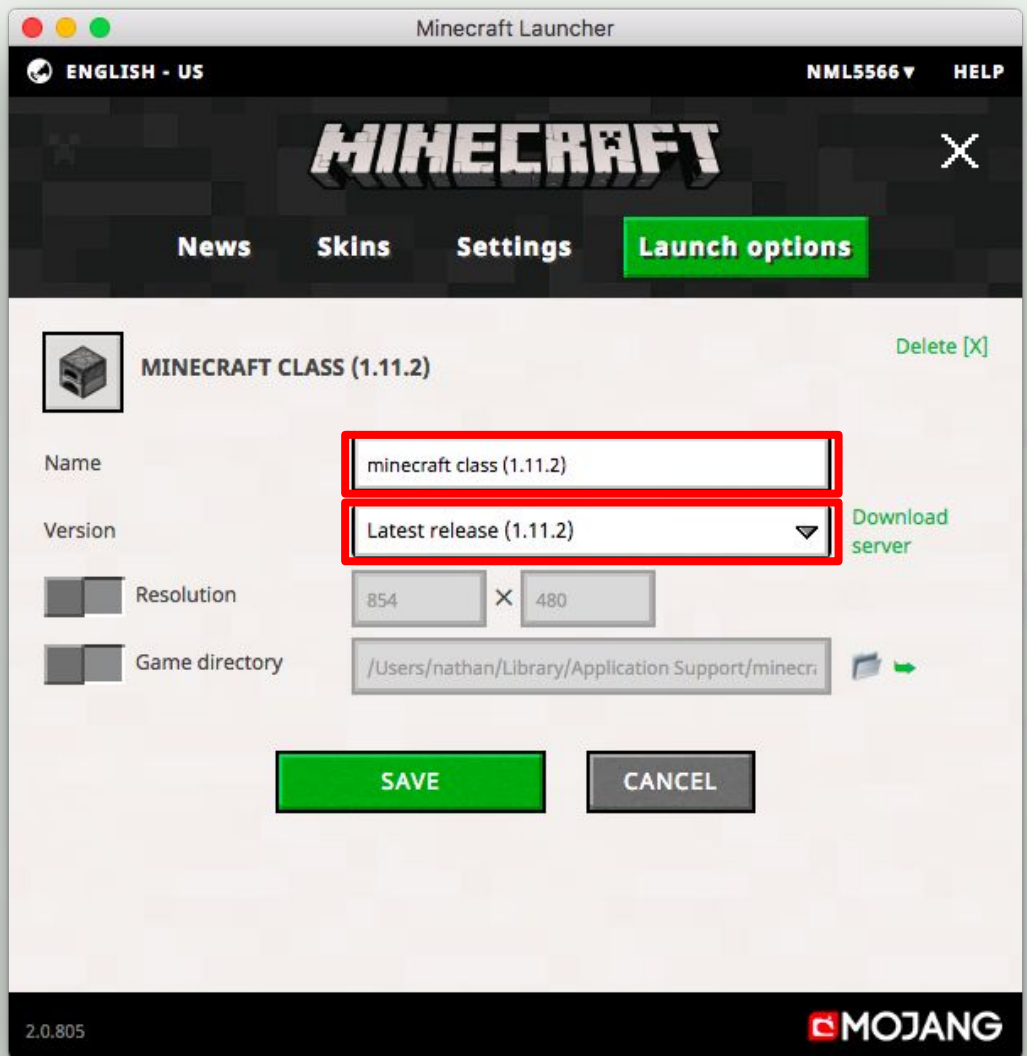 Minecraft Launcher
ENGLISH - US NML5566 HELP
MINECRAFT
News Skins Settings Launch options
MINECRAFT CLASS (1.11.2) Delete [X]
Name minecraft class (1.11.2)
Version Latest release (1.11.2) Download
server
Resolution 854 × 480
Game directory /Users/nathan/Library/Application Support/minecra
SAVE CANCEL
2.0.805 MOJANG